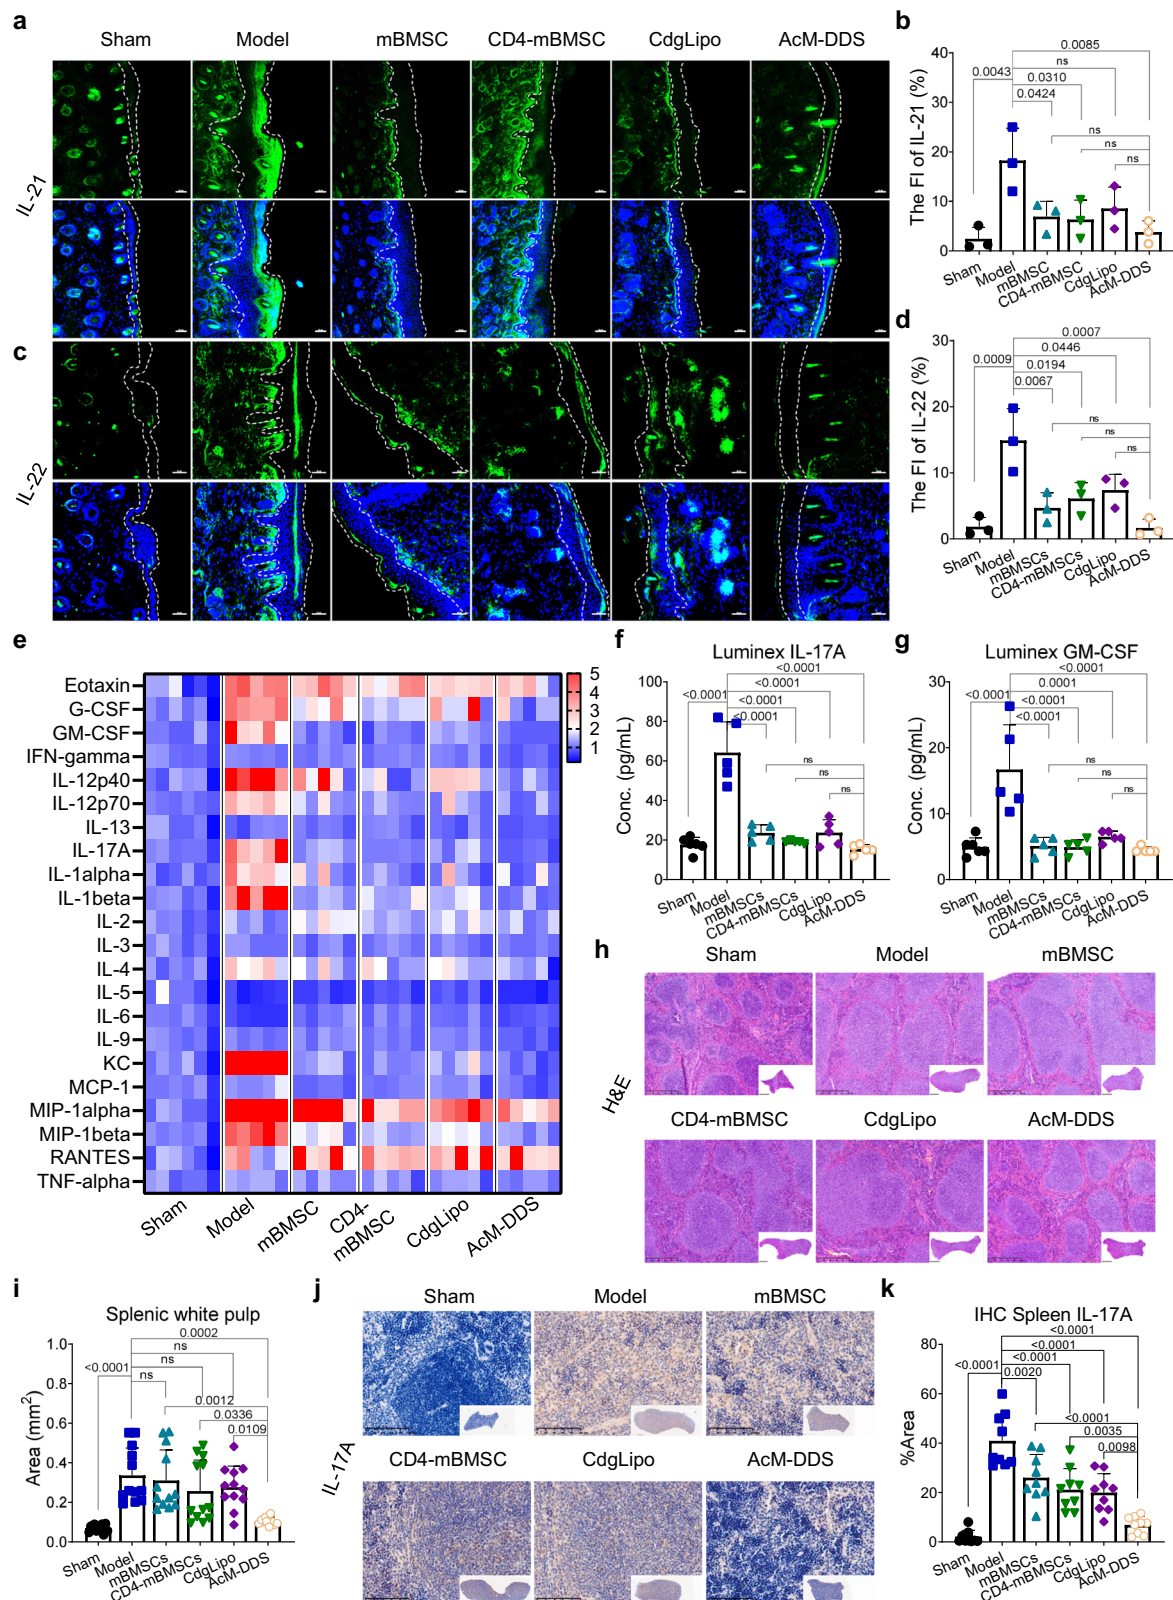 a
Sham Model mBMSC CD4-mBMSC CdgLipo AcM-DDS
IL-21
b
The FI of IL-21 (%)
40
30
20
10
0
0.0085
ns
0.0043
0.0310
0.0424
ns
ns
ns
Sham Model mBMSC CD4-mBMSC CdgLipo AcM-DDS
c
IL-22
d
The FI of IL-22 (%)
30
20
10
0
0.0007
0.0446
0.0009
0.0194
0.0067
ns
ns
ns
Sham Model mBMSCs CD4-mBMSCs CdgLipo AcM-DDS
e
Eotaxin
G-CSF
GM-CSF
IFN-gamma
IL-12p40
IL-12p70
IL-13
IL-17A
IL-1alpha
IL-1beta
IL-2
IL-3
IL-4
IL-5
IL-6
IL-9
KC
MCP-1
MIP-1alpha
MIP-1beta
RANTES
TNF-alpha
5
4
3
2
1
Sham Model mBMSC CD4-mBMSC CdgLipo AcM-DDS
f
Luminex IL-17A
Conc. (pg/mL)
100
80
60
40
20
0
<0.0001
<0.0001
<0.0001
<0.0001
<0.0001
ns
ns
ns
Sham Model mBMSCs CD4-mBMSCs CdgLipo AcM-DDS
g
Luminex GM-CSF
Conc. (pg/mL)
30
20
10
0
<0.0001
0.0001
<0.0001
<0.0001
<0.0001
ns
ns
ns
Sham Model mBMSCs CD4-mBMSCs CdgLipo AcM-DDS
h
H&E
Sham Model mBMSC
CD4-mBMSC CdgLipo AcM-DDS
i
Splenic white pulp
Area (mm²)
1.0
0.8
0.6
0.4
0.2
0.0
0.0002
ns
<0.0001
ns
ns
0.0012
0.0336
0.0109
Sham Model mBMSCs CD4-mBMSCs CdgLipo AcM-DDS
j
IL-17A
Sham Model mBMSC
CD4-mBMSC CdgLipo AcM-DDS
k
IHC Spleen IL-17A
%Area
80
60
40
20
0
<0.0001
<0.0001
<0.0001
<0.0001
0.0020
<0.0001
0.0035
0.0098
Sham Model mBMSCs CD4-mBMSCs CdgLipo AcM-DDS